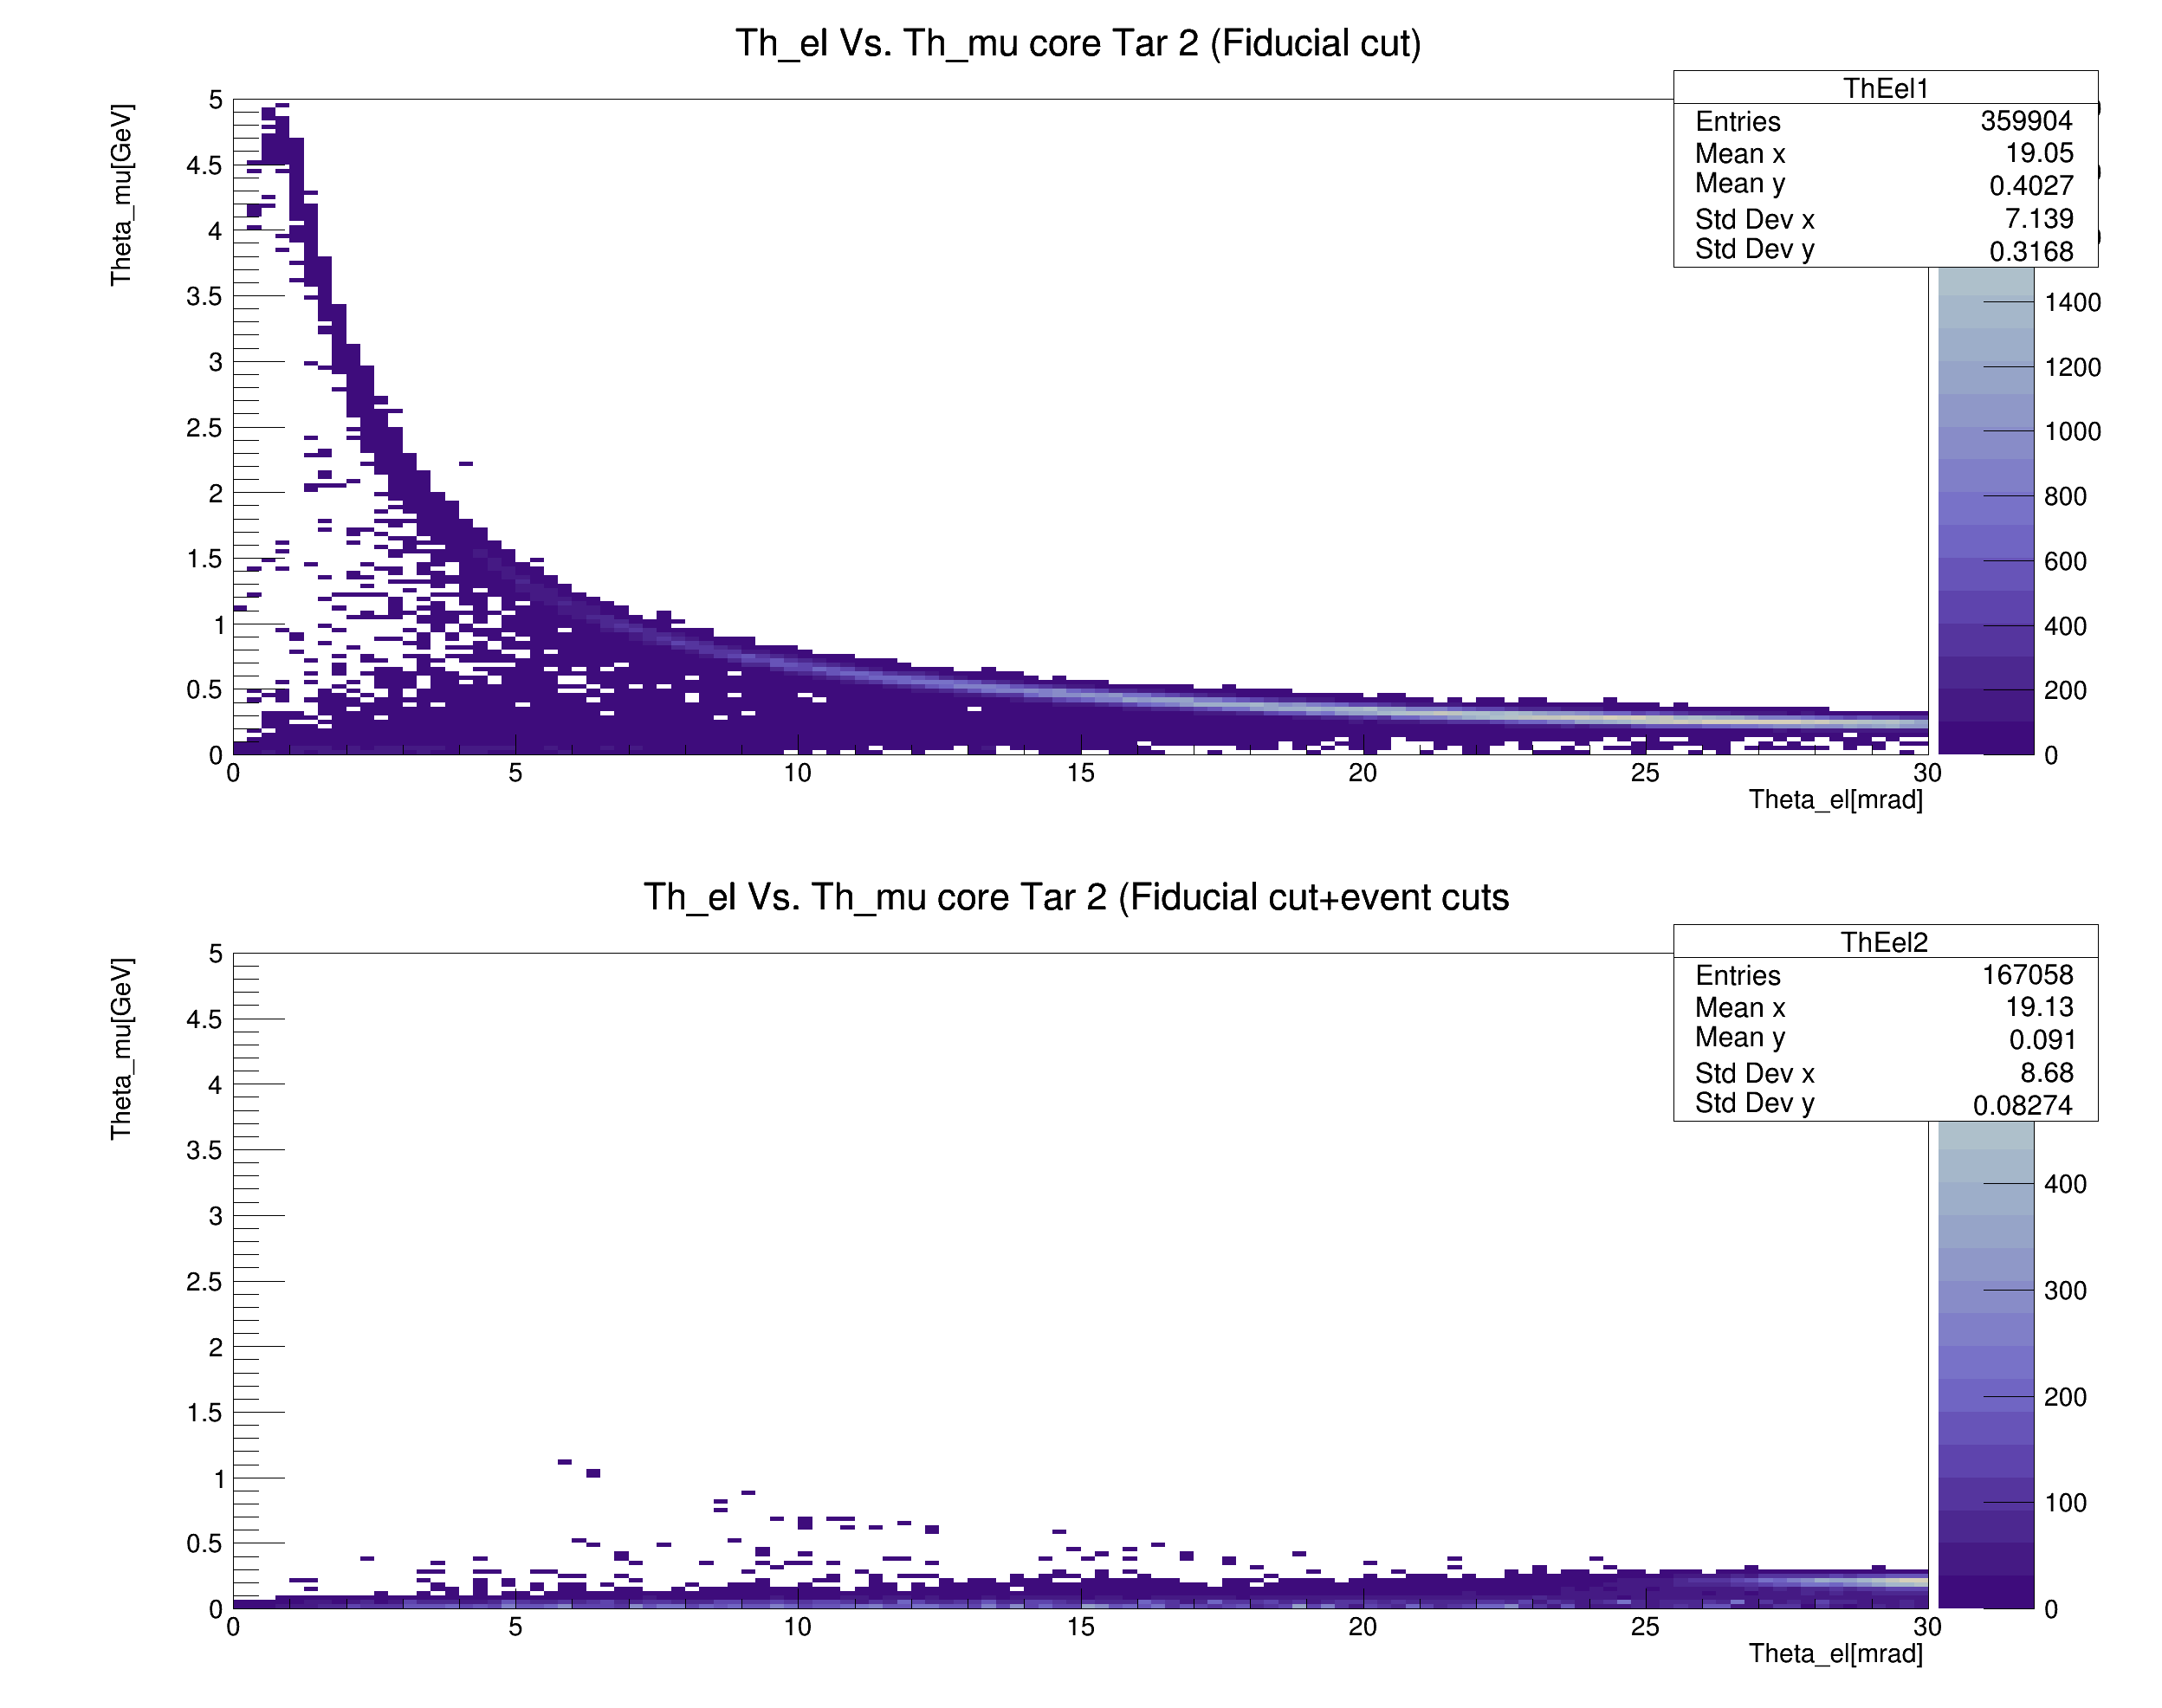 Th_el Vs. Th_mu core Tar 2 (Fiducial cut)
ThEel1
Entries 359904
Mean x 19.05
Mean y 0.4027
Std Dev x 7.139
Std Dev y 0.3168
Theta_mu[GeV]
5
4.5
4
3.5
3
2.5
2
1.5
1
0.5
0
0 5 10 15 20 25 30
Theta_el[mrad]
1400
1200
1000
800
600
400
200
0
Th_el Vs. Th_mu core Tar 2 (Fiducial cut+event cuts
ThEel2
Entries 167058
Mean x 19.13
Mean y 0.091
Std Dev x 8.68
Std Dev y 0.08274
Theta_mu[GeV]
5
4.5
4
3.5
3
2.5
2
1.5
1
0.5
0
0 5 10 15 20 25 30
Theta_el[mrad]
400
300
200
100
0